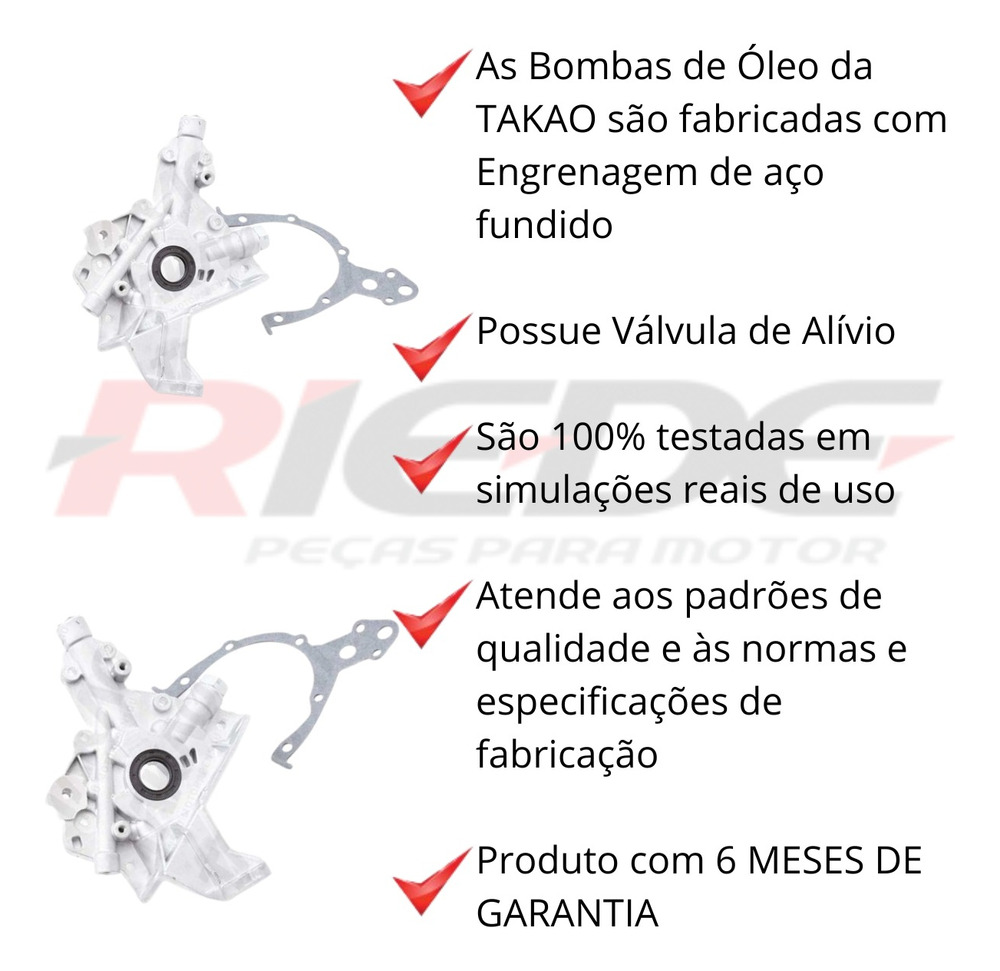 As Bombas de Óleo da
TAKAO são fabricadas com
Engrenagem de aço
fundido
Possue Válvula de Alívio
RIEDE
São 100% testadas em
simulações reais de uso
PEÇAS PARA MOTOR
Atende aos padrões de
qualidade e às normas e
especificações de
fabricação
Produto com 6 MESES DE
GARANTIA